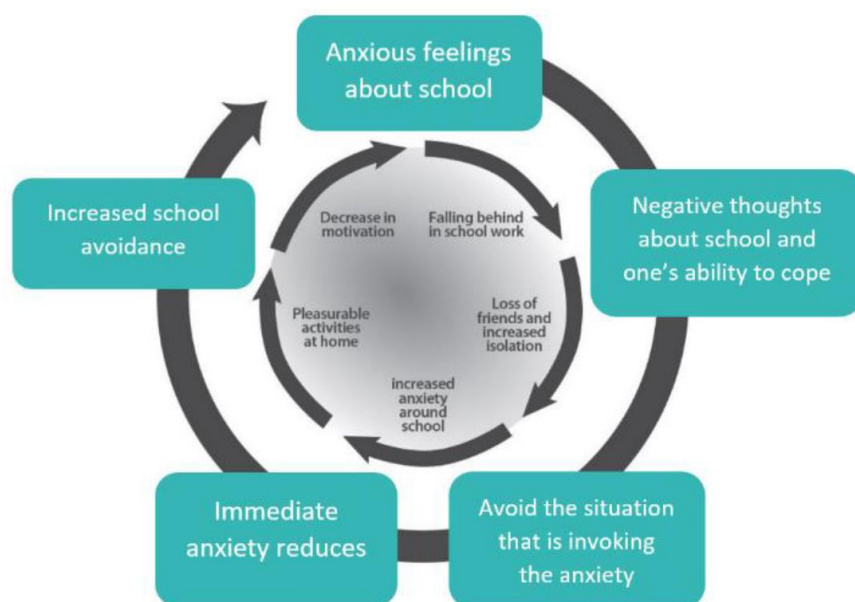 Anxious feelings
about school
Negative thoughts
about school and
one's ability to cope
Avoid the situation
that is invoking
the anxiety
Immediate
anxiety reduces
Increased school
avoidance
Falling behind
in school work
Loss of
friends and
increased
isolation
increased
anxiety
around
school
Pleasurable
activities
at home
Decrease in
motivation